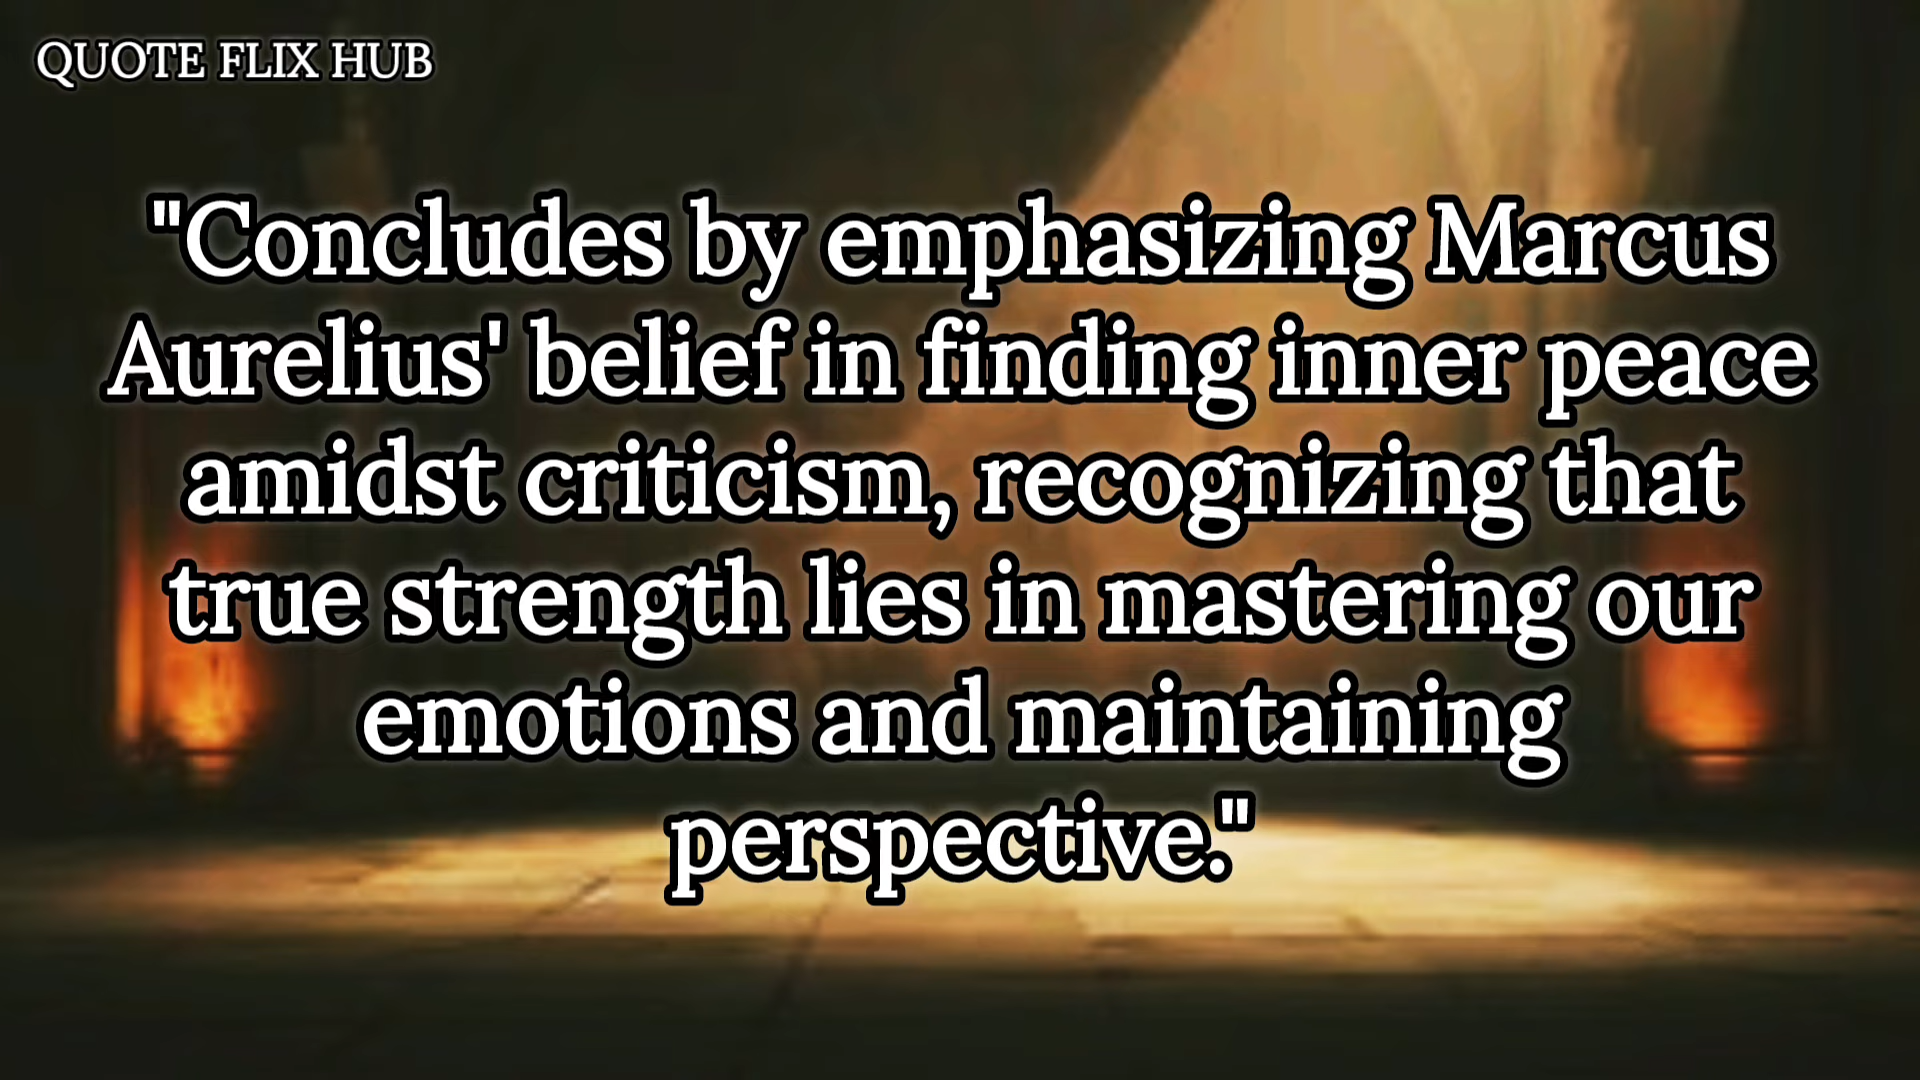 QUOTE FLIX HUB
"Concludes by emphasizing Marcus
Aurelius' belief in finding inner peace
amidst criticism, recognizing that
true strength lies in mastering our
emotions and maintaining
perspective."